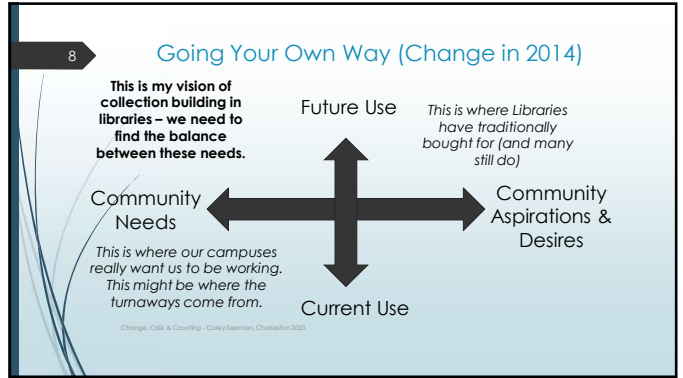 8
Going Your Own Way (Change in 2014)
This is my vision of
collection building in
libraries – we need to
find the balance
between these needs.
Future Use
This is where Libraries
have traditionally
bought for (and many
still do)
Community
Needs
Community
Aspirations &
Desires
This is where our campuses
really want us to be working.
This might be where the
turnaways come from.
Current Use
Change, Crisk & Counting - Corey Seeman, Charleston 2020